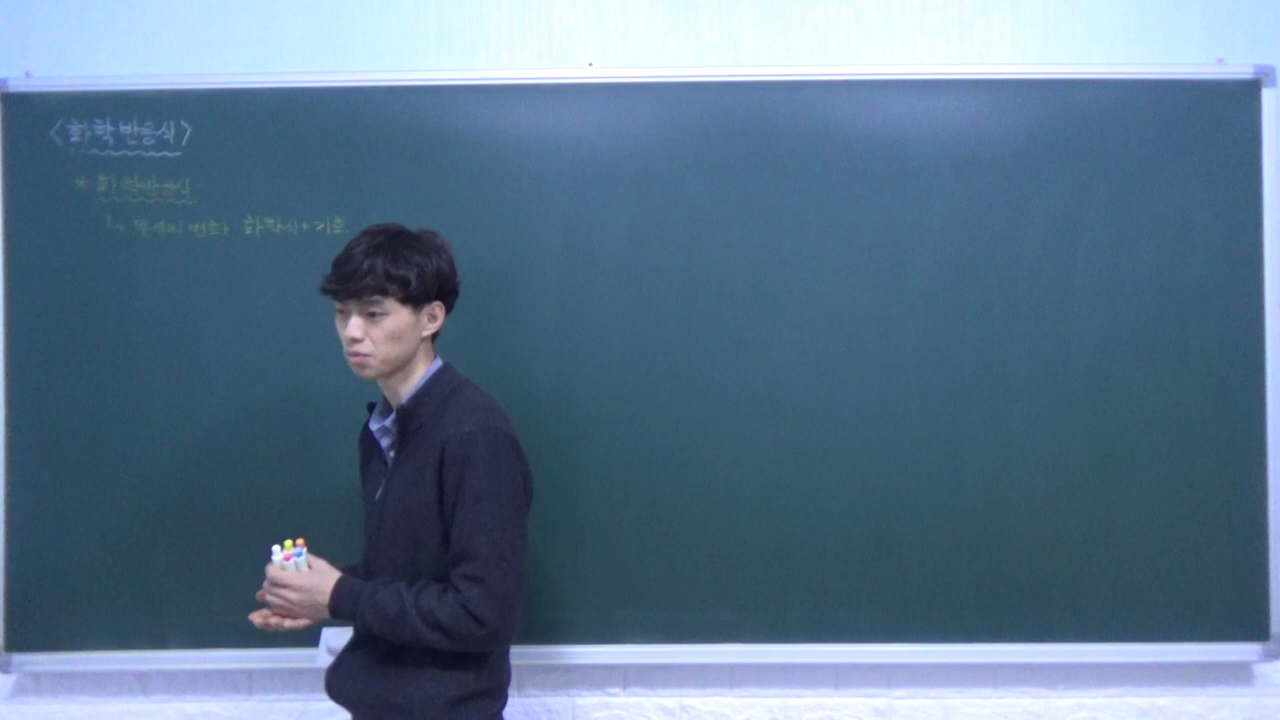 <화학 반응식>
* 화학반응식
↳ 물질의 변화 화학식+기호